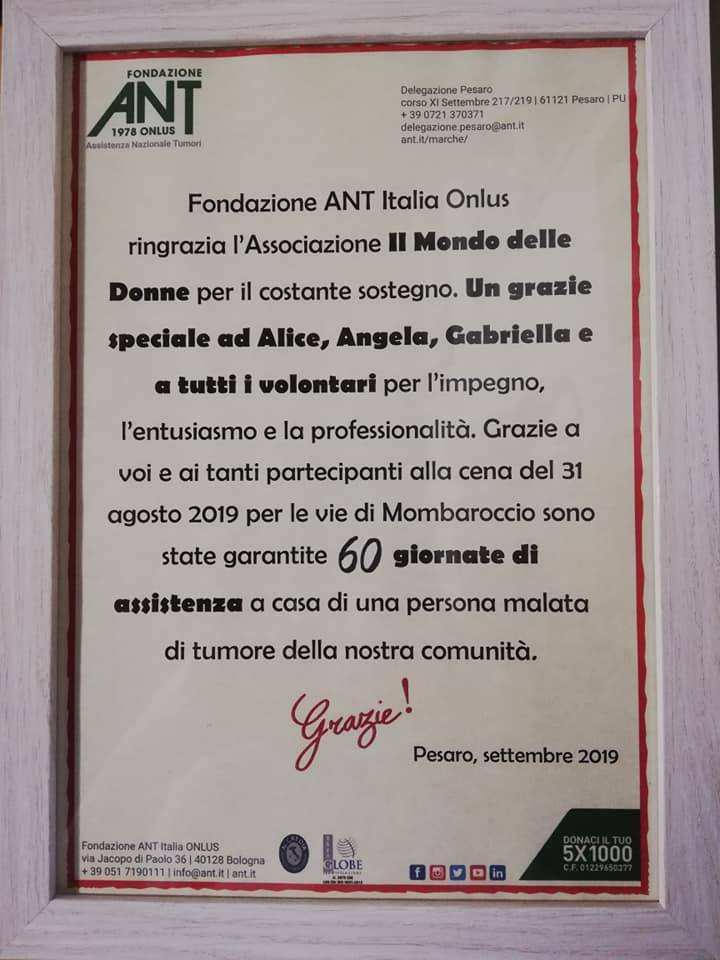 FONDAZIONE
ANT
1978 ONLUS
Assistenza Nazionale Tumori
Delegazione Pesaro
corso XI Settembre 217/219 | 61121 Pesaro | PU
+ 39 0721 370371
delegazione.pesaro@ant.it
ant.it/marche/
Fondazione ANT Italia Onlus
ringrazia l'Associazione Il Mondo delle
Donne per il costante sostegno. Un grazie
speciale ad Alice, Angela, Gabriella e
a tutti i volontari per l'impegno,
l'entusiasmo e la professionalità. Grazie a
voi e ai tanti partecipanti alla cena del 31
agosto 2019 per le vie di Mombaroccio sono
state garantite 60 giornate di
assistenza a casa di una persona malata
di tumore della nostra comunità.
Grazie!
Pesaro, settembre 2019
Fondazione ANT Italia ONLUS
via Jacopo di Paolo 36 | 40128 Bologna
+ 39 051 7190111 | info@ant.it | ant.it
GLOBE
DONACI IL TUO
5X1000
C.F. 01229650377